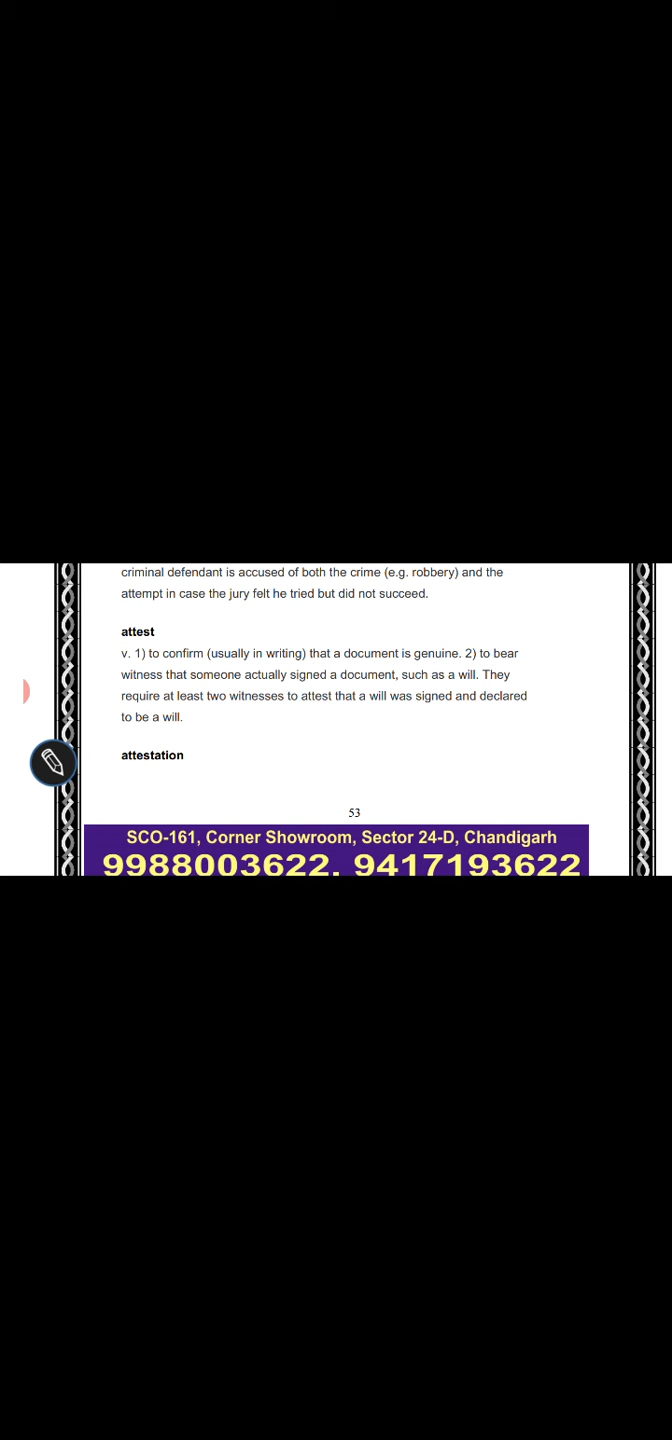 criminal defendant is accused of both the crime (e.g. robbery) and the
attempt in case the jury felt he tried but did not succeed.
attest
v. 1) to confirm (usually in writing) that a document is genuine. 2) to bear
witness that someone actually signed a document, such as a will. They
require at least two witnesses to attest that a will was signed and declared
to be a will.
attestation
53
SCO-161, Corner Showroom, Sector 24-D, Chandigarh
9988003622, 9417193622